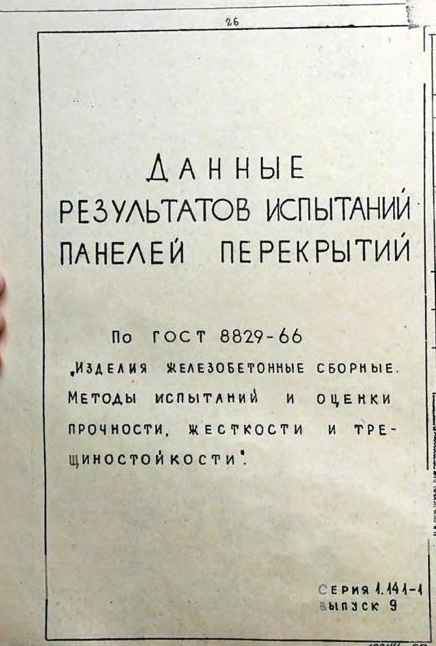 26
ДАННЫЕ
РЕЗУЛЬТАТОВ ИСПЫТАНИЙ
ПАНЕЛЕЙ ПЕРЕКРЫТИЙ
По ГОСТ 8829-66
„ИЗДЕЛИЯ ЖЕЛЕЗОБЕТОННЫЕ СБОРНЫЕ.
МЕТОДЫ ИСПЫТАНИЙ И ОЦЕНКИ
ПРОЧНОСТИ, ЖЕСТКОСТИ И ТРЕ-
ЩИНОСТОЙКОСТИ".
СЕРИЯ 1.141-1
ВЫПУСК 9